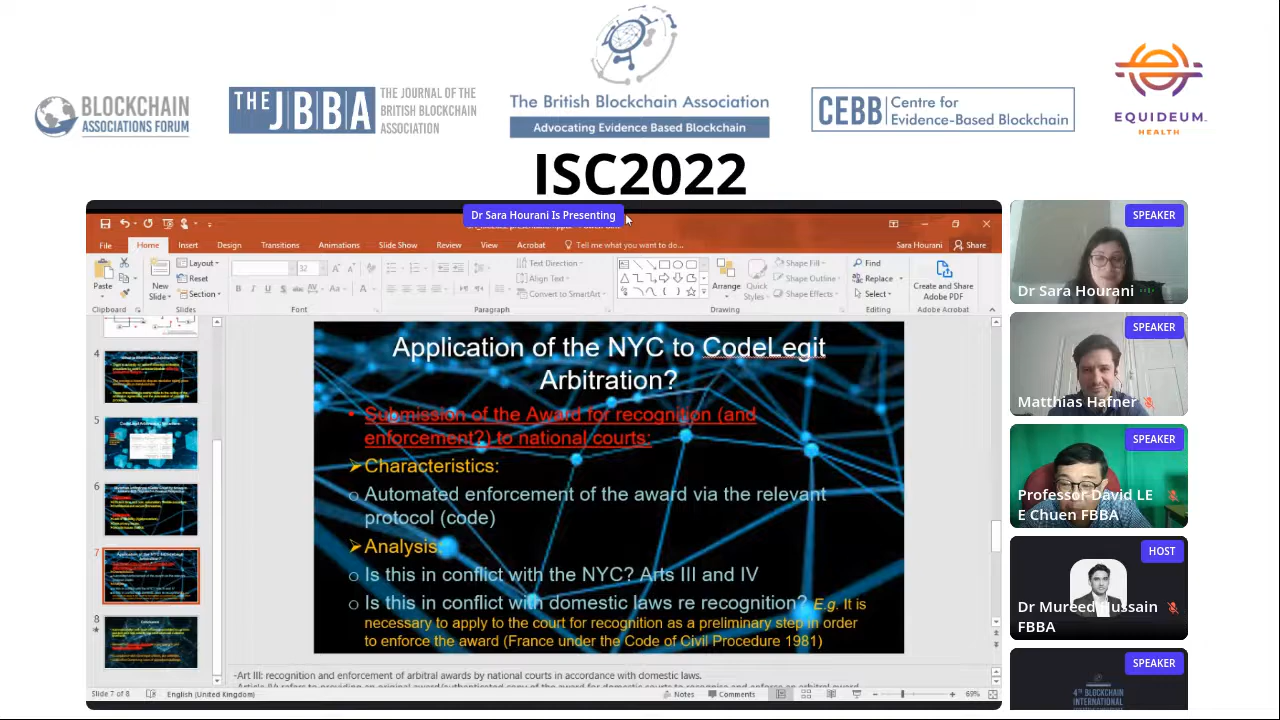 BLOCKCHAIN
ASSOCIATIONS FORUM
THE JBBA
THE JOURNAL OF THE
BRITISH BLOCKCHAIN
ASSOCIATION
The British Blockchain Association
Advocating Evidence Based Blockchain
CEBB
Centre for
Evidence-Based Blockchain
EQUIDEUM
HEALTH
ISC2022
Dr Sara Hourani Is Presenting
File Home Insert Design Transitions Animations Slide Show Review View Acrobat Tell me what you want to do... Sara Hourani Share
Paste
New
Slide
Layout
Reset
Section
32
Text Direction
Align Text
Convert to SmartArt
Arrange
Quick
Styles
Shape Fill
Shape Outline
Shape Effects
Find
Replace
Select
Create and Share
Adobe PDF
Clipboard Slides Font Paragraph Drawing Editing Adobe Acrobat
4
5
6
7
8
Application of the NYC to CodeLegit
Arbitration?
• Submission of the Award for recognition (and
enforcement?) to national courts:
Characteristics:
Automated enforcement of the award via the relevant
protocol (code)
Analysis:
Is this in conflict with the NYC? Arts III and IV
Is this in conflict with domestic laws re recognition? E.g. It is
necessary to apply to the court for recognition as a preliminary step in order
to enforce the award (France under the Code of Civil Procedure 1981)
-Art III: recognition and enforcement of arbitral awards by national courts in accordance with domestic laws.
Slide 7 of 8 English (United Kingdom) Notes Comments 69%
SPEAKER
Dr Sara Hourani
SPEAKER
Matthias Hafner
SPEAKER
Professor David LE
E Chuen FBBA
HOST
Dr Mureed Hussain
FBBA
SPEAKER
4TH BLOCKCHAIN
INTERNATIONAL